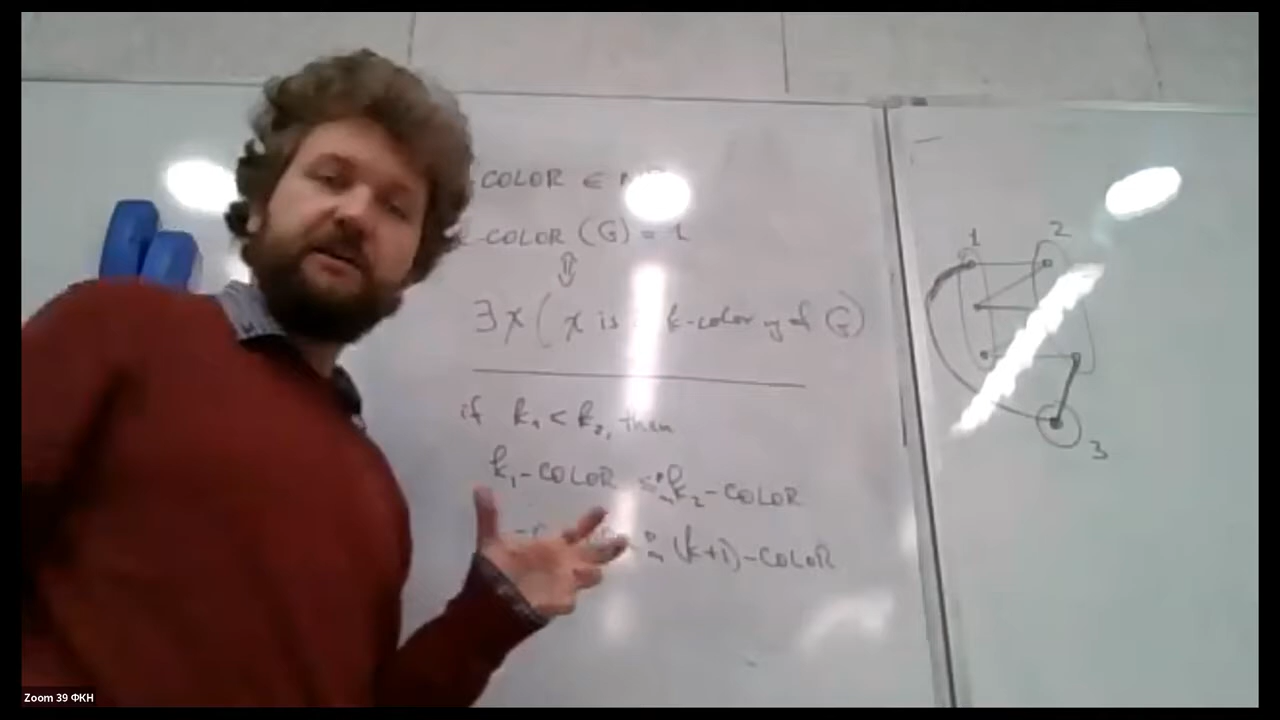 COLOR ∈
COLOR (G) = 1
⇕
∃x ( x is k-coloring of G)
if k₁ < k₂, then
k₁-COLOR ≤ᵖₘ k₂-COLOR
(k+1)-COLOR
1 2
3
Zoom 39 ФКН